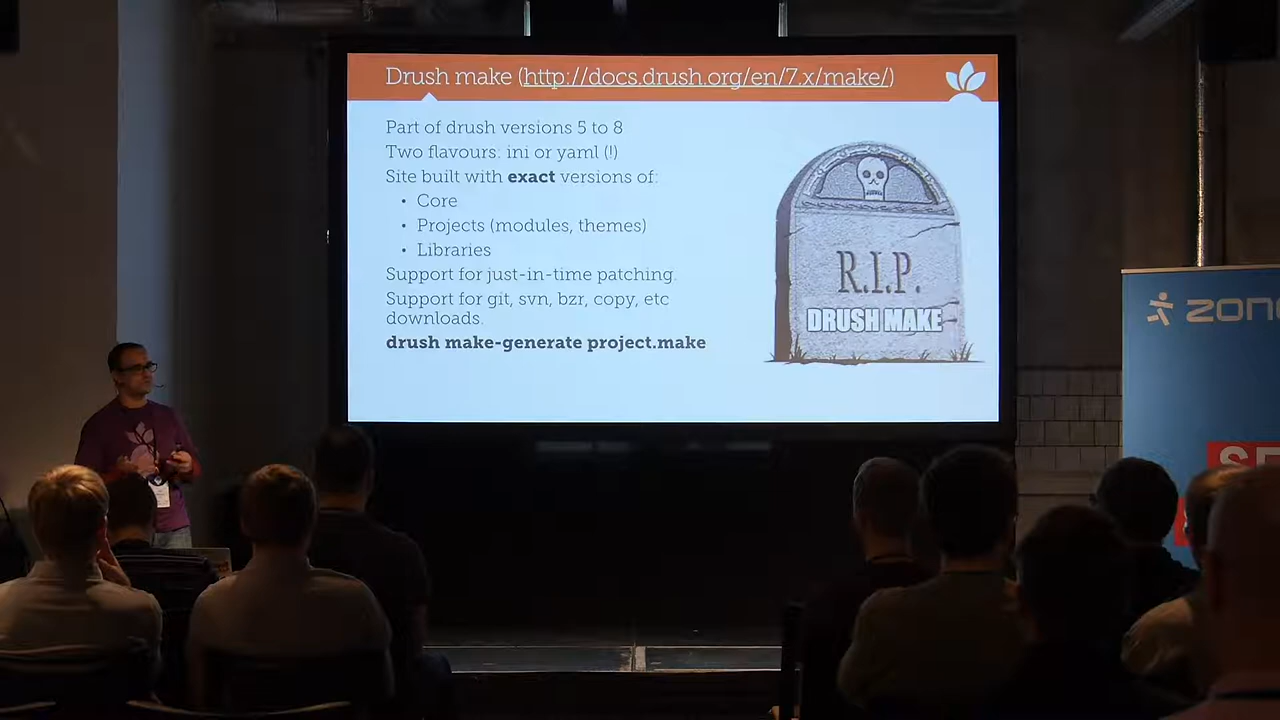 Drush make (http://docs.drush.org/en/7.x/make/)
Part of drush versions 5 to 8
Two flavours: ini or yaml (!)
Site built with exact versions of:
• Core
• Projects (modules, themes)
• Libraries
Support for just-in-time patching.
Support for git, svn, bzr, copy, etc
downloads.
drush make-generate project.make
R.I.P.
DRUSH MAKE